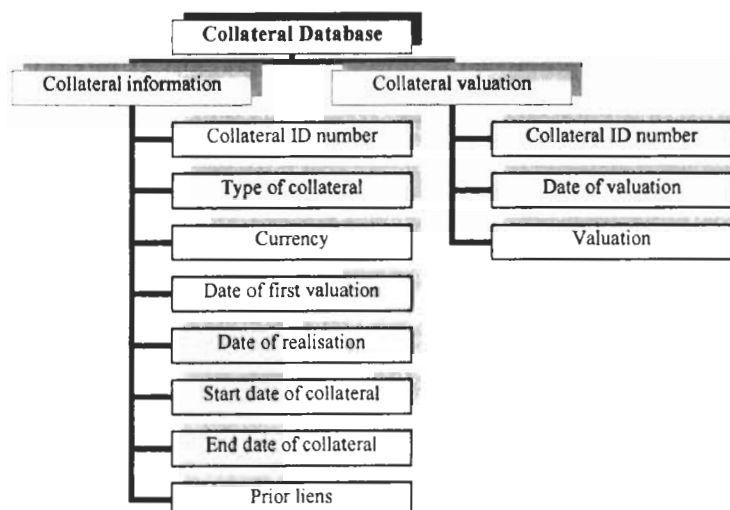 Collateral Database
Collateral information
Collateral valuation
Collateral ID number
Type of collateral
Currency
Date of first valuation
Date of realisation
Start date of collateral
End date of collateral
Prior liens
Collateral ID number
Date of valuation
Valuation